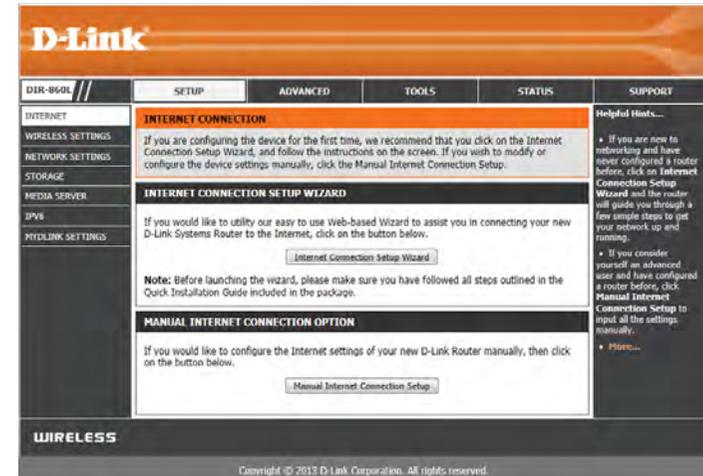 D-Link
DIR-860L
SETUP
ADVANCED
TOOLS
STATUS
SUPPORT
INTERNET
WIRELESS SETTINGS
NETWORK SETTINGS
STORAGE
MEDIA SERVER
IPV6
MYDLINK SETTINGS
INTERNET CONNECTION
If you are configuring the device for the first time, we recommend that you click on the Internet
Connection Setup Wizard, and follow the instructions on the screen. If you wish to modify or
configure the device settings manually, click the Manual Internet Connection Setup.
INTERNET CONNECTION SETUP WIZARD
If you would like to utility our easy to use Web-based Wizard to assist you in connecting your new
D-Link Systems Router to the Internet, click on the button below.
Internet Connection Setup Wizard
Note: Before launching the wizard, please make sure you have followed all steps outlined in the
Quick Installation Guide included in the package.
MANUAL INTERNET CONNECTION OPTION
If you would like to configure the Internet settings of your new D-Link Router manually, then click
on the button below.
Manual Internet Connection Setup
Helpful Hints...
• If you are new to
networking and have
never configured a router
before, click on Internet
Connection Setup
Wizard and the router
will guide you through a
few simple steps to get
your network up and
running.
• If you consider
yourself an advanced
user and have configured
a router before, click
Manual Internet
Connection Setup to
input all the settings
manually.
• More...
WIRELESS
Copyright © 2013 D-Link Corporation. All rights reserved.